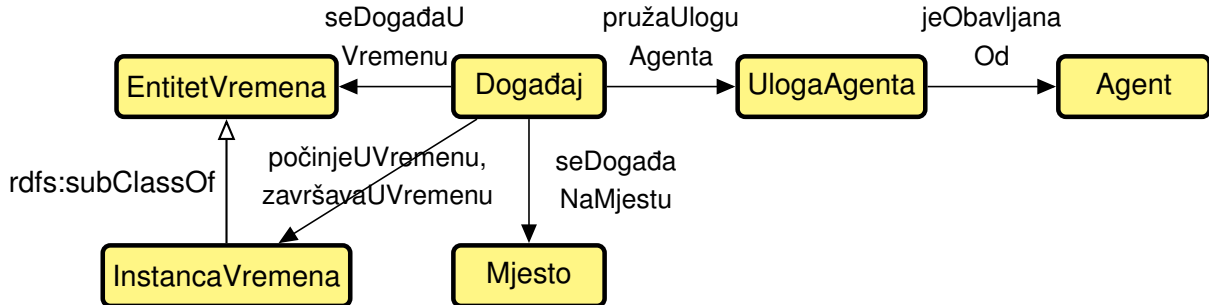 seDogađaU
Vremenu
pružaUlogu
Agenta
jeObavljana
Od
EntitetVremena
Događaj
UlogaAgenta
Agent
rdfs:subClassOf
počinjeUVremenu,
završavaUVremenu
seDogađa
NaMjestu
InstancaVremena
Mjesto